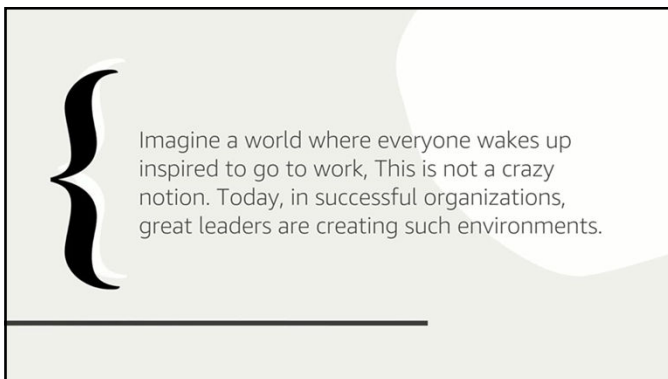 Imagine a world where everyone wakes up
inspired to go to work, This is not a crazy
notion. Today, in successful organizations,
great leaders are creating such environments.